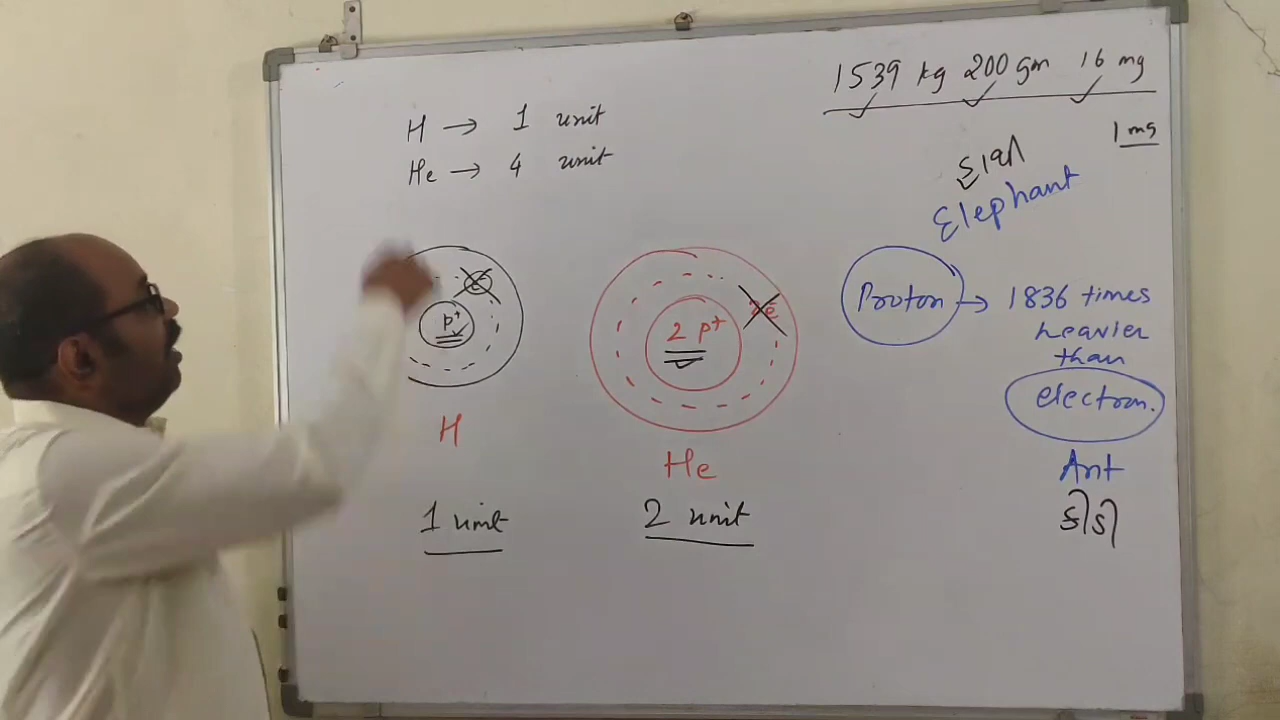 1539 kg 200 gm 16 mg
1 mg
H → 1 unit
He → 4 unit
Elephant
e
p+
2 p+
2e
Proton → 1836 times
heavier
than
electron.
H
He
Ant
કીડી
1 unit
2 unit